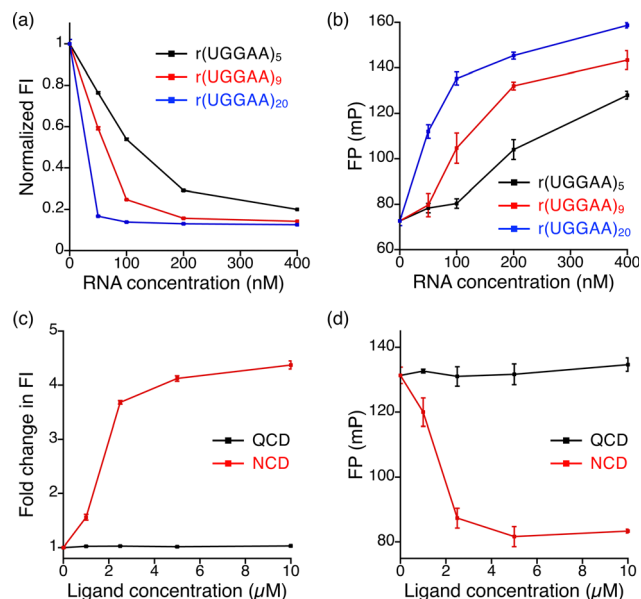 (a)
r(UGGAA)₅
r(UGGAA)₉
r(UGGAA)₂₀
Normalized FI
1
0.8
0.6
0.4
0.2
0
0 100 200 300 400
RNA concentration (nM)
(b)
FP (mP)
160
140
120
100
80
60
r(UGGAA)₅
r(UGGAA)₉
r(UGGAA)₂₀
0 100 200 300 400
RNA concentration (nM)
(c)
Fold change in FI
5
4
3
2
1
QCD
NCD
0 2 4 6 8 10
Ligand concentration (µM)
(d)
FP (mP)
140
120
100
80
QCD
NCD
0 2 4 6 8 10
Ligand concentration (µM)